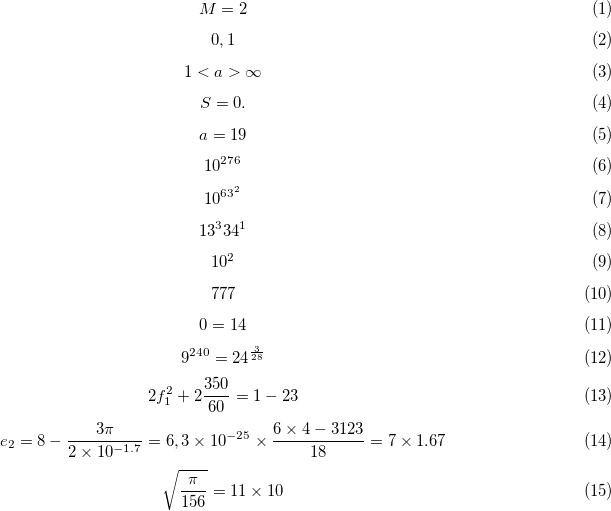 M = 2 (1)
0, 1 (2)
1 < a > ∞ (3)
S = 0. (4)
a = 19 (5)
10^{276} (6)
10^{63^2} (7)
13^3 34^1 (8)
10^2 (9)
777 (10)
0 = 14 (11)
9^{240} = 24^{\frac{3}{28}} (12)
2f_1^2 + 2\frac{350}{60} = 1 − 23 (13)
e_2 = 8 − \frac{3π}{2 × 10^{−1.7}} = 6, 3 × 10^{−25} × \frac{6 × 4 − 3123}{18} = 7 × 1.67 (14)
\sqrt{\frac{π}{156}} = 11 × 10 (15)